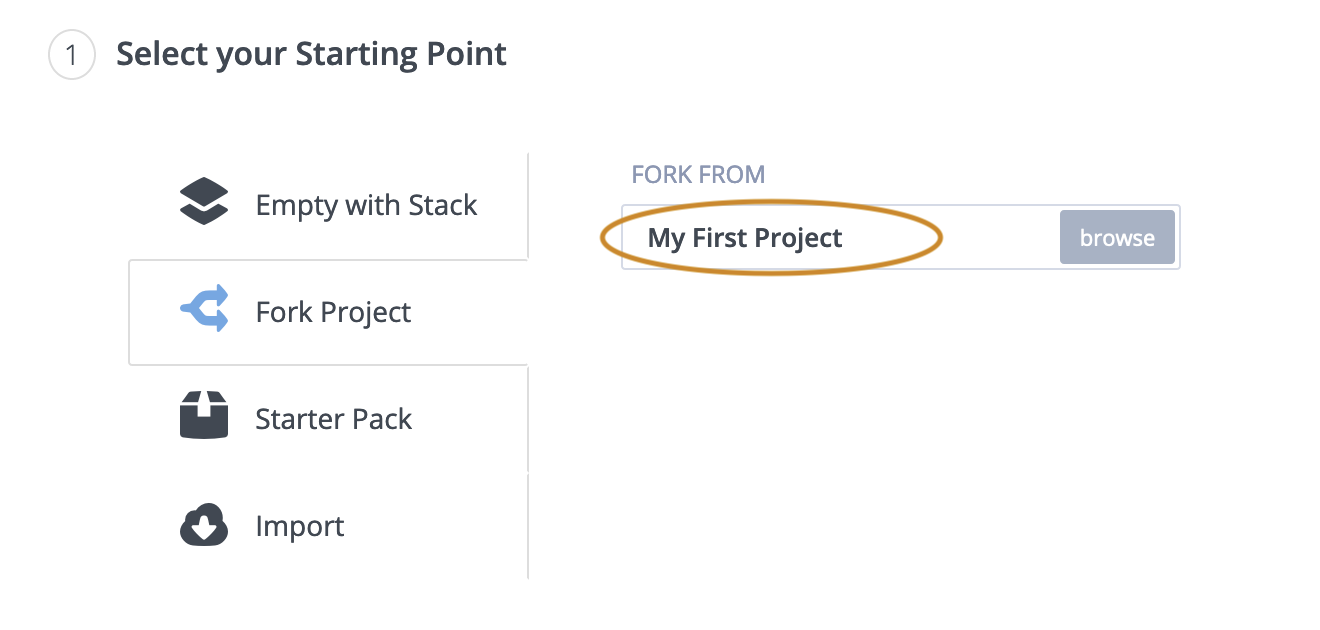 1 Select your Starting Point
Empty with Stack
Fork Project
Starter Pack
Import
FORK FROM
My First Project browse